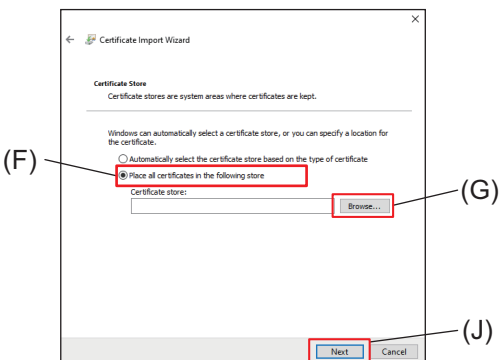 Certificate Import Wizard
Certificate Store
Certificate stores are system areas where certificates are kept.
Windows can automatically select a certificate store, or you can specify a location for
the certificate.
Automatically select the certificate store based on the type of certificate
(F)
Place all certificates in the following store
Certificate store:
Browse...
(G)
(J)
Next
Cancel